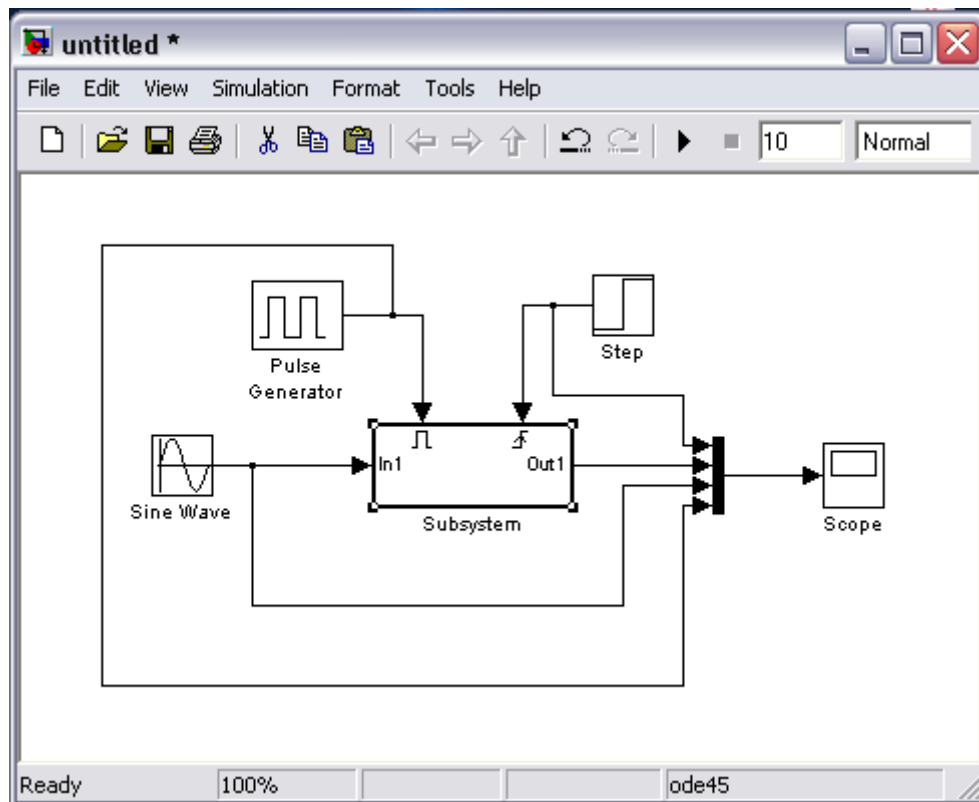 untitled *
File Edit View Simulation Format Tools Help
10 Normal
Pulse
Generator
Step
In1 Out1
Sine Wave
Subsystem
Scope
Ready 100% ode45